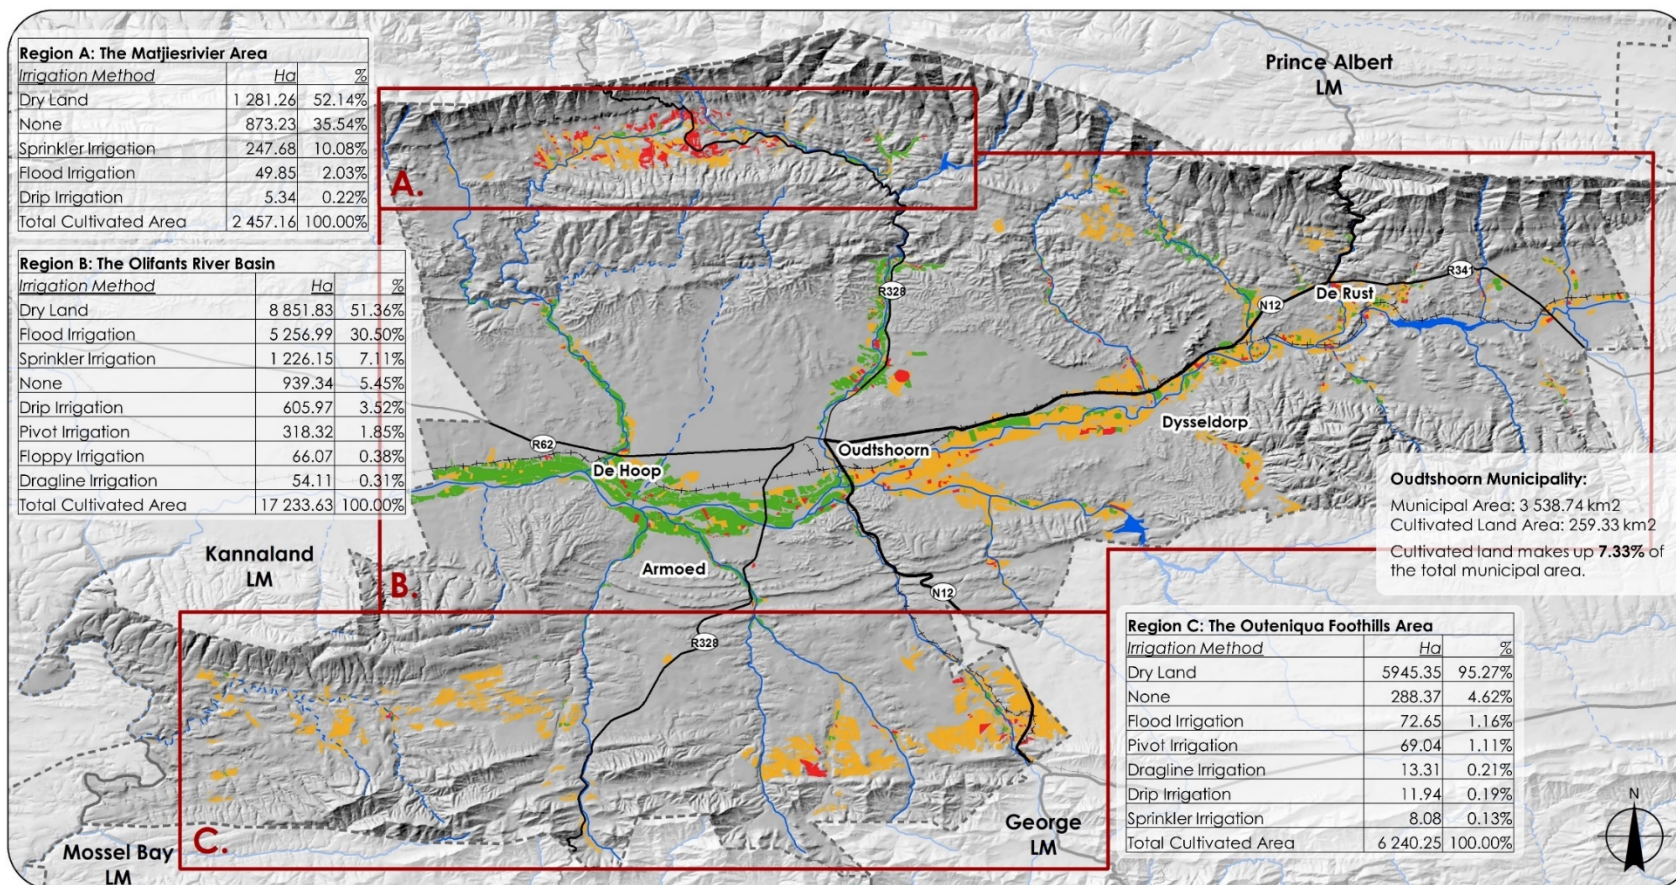 Region A: The Matjiesrivier Area
Irrigation Method Ha %
Dry Land 1 281.26 52.14%
None 873.23 35.54%
Sprinkler Irrigation 247.68 10.08%
Flood Irrigation 49.85 2.03%
Drip Irrigation 5.34 0.22%
Total Cultivated Area 2 457.16 100.00%
Region B: The Olifants River Basin
Irrigation Method Ha %
Dry Land 8 851.83 51.36%
Flood Irrigation 5 256.99 30.50%
Sprinkler Irrigation 1 226.15 7.11%
None 939.34 5.45%
Drip Irrigation 605.97 3.52%
Pivot Irrigation 318.32 1.85%
Floppy Irrigation 66.07 0.38%
Dragline Irrigation 54.11 0.31%
Total Cultivated Area 17 233.63 100.00%
Prince Albert
LM
A.
R328
R341
De Rust
N12
R62
De Hoop
Oudtshoorn
Dysseldorp
Oudtshoorn Municipality:
Municipal Area: 3 538.74 km2
Cultivated Land Area: 259.33 km2
Cultivated land makes up 7.33% of
the total municipal area.
Kannaland
LM
Armoed
B.
N12
R328
Region C: The Outeniqua Foothills Area
Irrigation Method Ha %
Dry Land 5945.35 95.27%
None 288.37 4.62%
Flood Irrigation 72.65 1.16%
Pivot Irrigation 69.04 1.11%
Dragline Irrigation 13.31 0.21%
Drip Irrigation 11.94 0.19%
Sprinkler Irrigation 8.08 0.13%
Total Cultivated Area 6 240.25 100.00%
C.
Mossel Bay
LM
George
LM
N